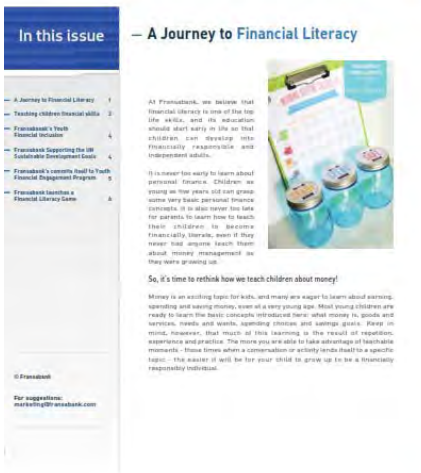 In this issue
A Journey to Financial Literacy 1
Teaching children financial skills 2
Fransabank's Youth
Financial Inclusion 4
Fransabank Supporting the UN
Sustainable Development Goals 4
Fransabank's commits itself to Youth
Financial Engagement Program 5
Fransabank launches a
Financial Literacy Game 6
© Fransabank
For suggestions:
marketing@fransabank.com
A Journey to Financial Literacy
At Fransabank, we believe that
financial literacy is one of the top
life skills, and its education
should start early in life so that
children can develop into
financially responsible and
independent adults.
It is never too early to learn about
personal finance. Children as
young as five years old can grasp
some very basic personal finance
concepts. It is also never too late
for parents to learn how to teach
their children to become
financially literate, even if they
never had anyone teach them
about money management as
they were growing up.
So, it's time to rethink how we teach children about money!
Money is an exciting topic for kids, and many are eager to learn about earning,
spending and saving money, even at a very young age. Most young children are
ready to learn the basic concepts introduced here: what money is, goods and
services, needs and wants, spending choices and savings goals. Keep in
mind, however, that much of this learning is the result of repetition,
experience and practice. The more you are able to take advantage of teachable
moments - those times when a conversation or activity lends itself to a specific
topic - the easier it will be for your child to grow up to be a financially
responsibly individual.